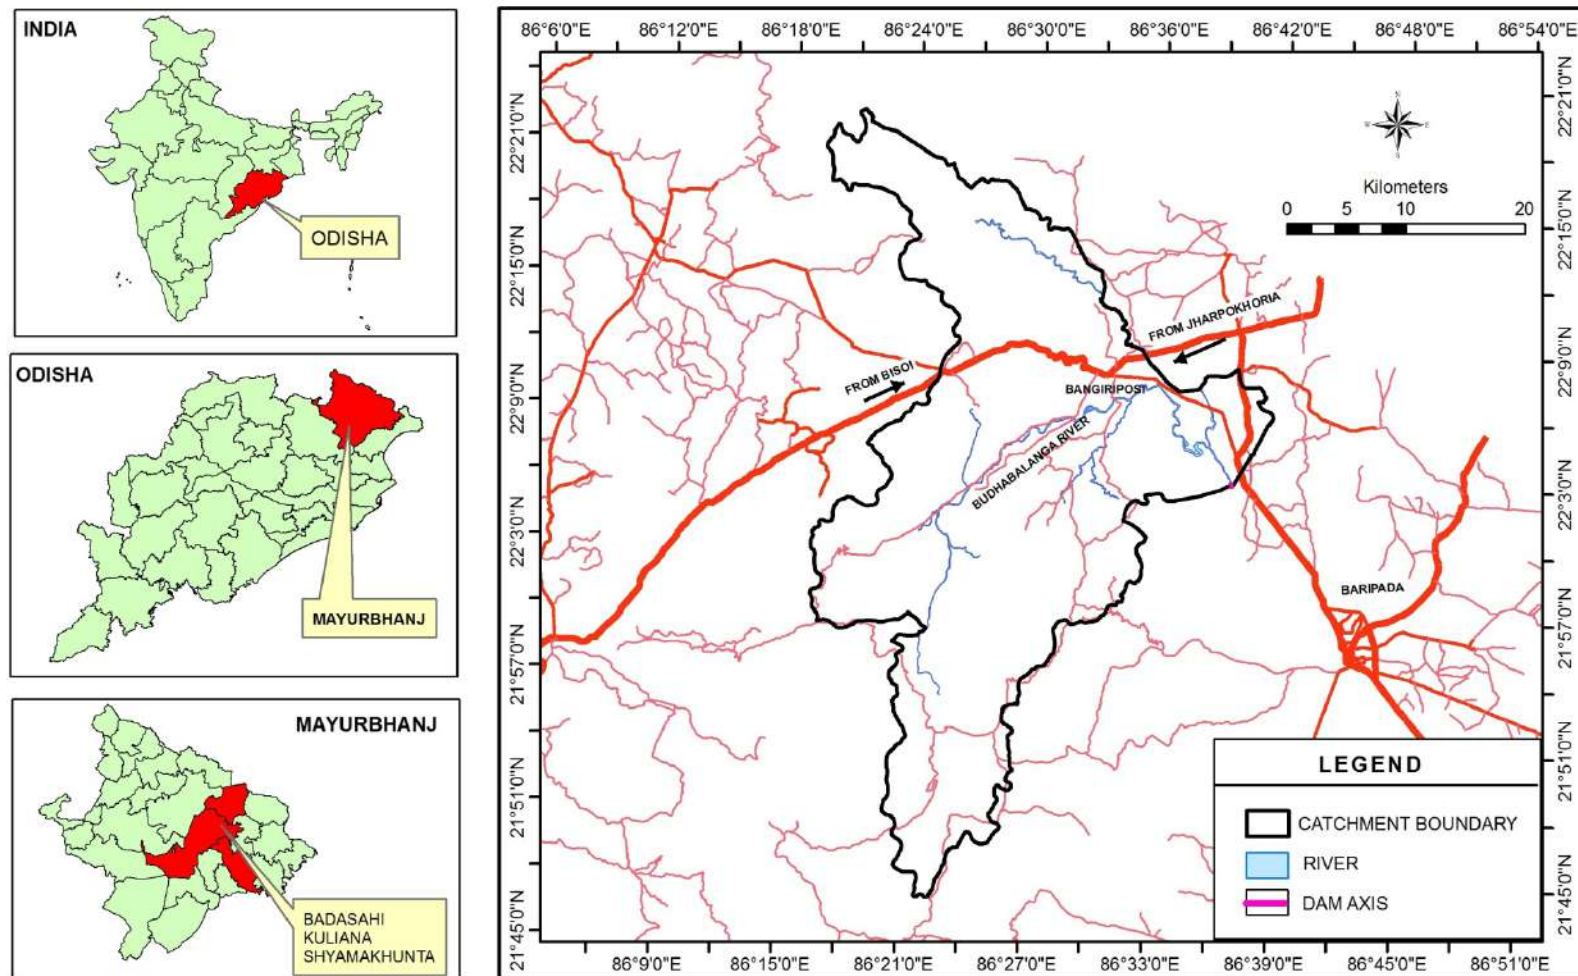 INDIA
ODISHA
ODISHA
MAYURBHANJ
MAYURBHANJ
BADASAHI
KULIANA
SHYAMAKHUNTA
86°6'0"E 86°12'0"E 86°18'0"E 86°24'0"E 86°30'0"E 86°36'0"E 86°42'0"E 86°48'0"E 86°54'0"E
22°21'0"N
22°15'0"N
22°9'0"N
22°3'0"N
21°57'0"N
21°51'0"N
21°45'0"N
N
W E
S
Kilometers
0 5 10 20
FROM JHARPOKHORIA
FROM BISOI
BANGIRIPOSI
BUDHABALANGA RIVER
BARIPADA
22°21'0"N
22°15'0"N
22°9'0"N
22°3'0"N
21°57'0"N
21°51'0"N
21°45'0"N
LEGEND
CATCHMENT BOUNDARY
RIVER
DAM AXIS
86°9'0"E 86°15'0"E 86°21'0"E 86°27'0"E 86°33'0"E 86°39'0"E 86°45'0"E 86°51'0"E